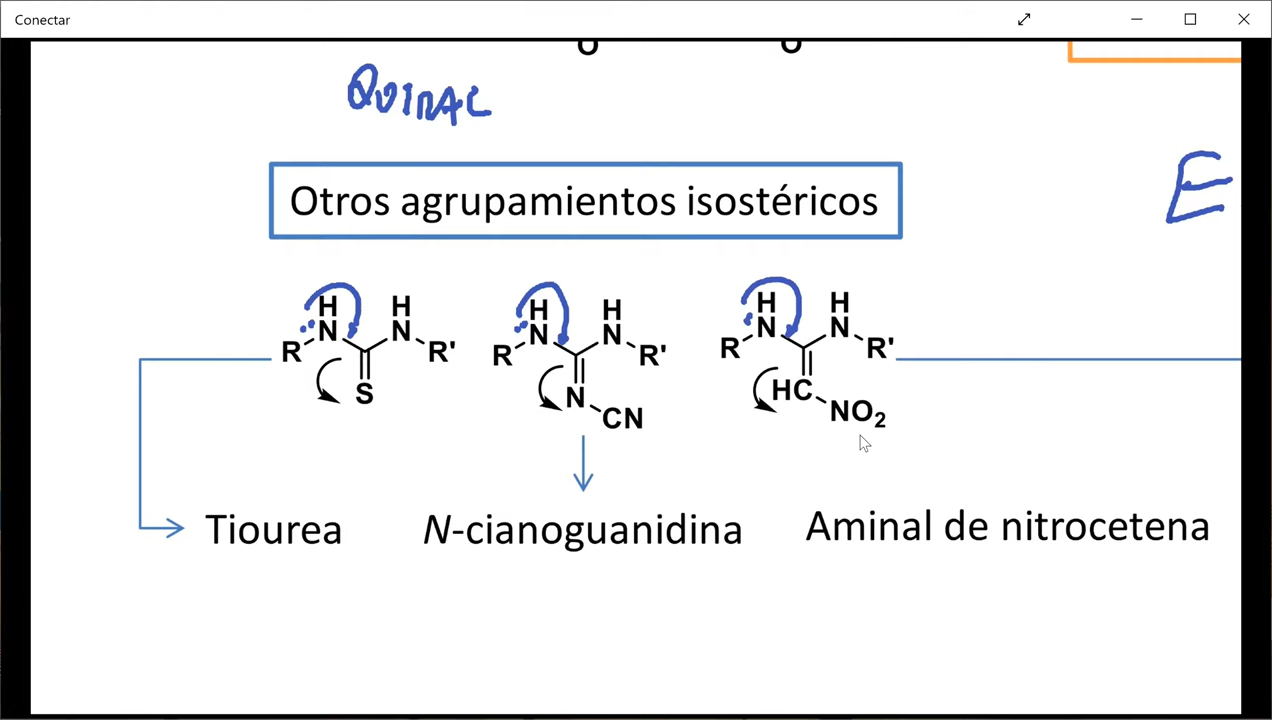 Conectar
QUIRAL
Otros agrupamientos isostéricos
E
H H H H H H
N N N N N N
R R' R R' R R'
S N HC
CN NO2
Tiourea N-cianoguanidina Aminal de nitrocetena